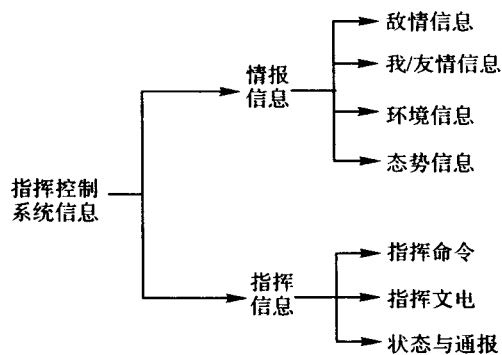 敌情信息
情报
信息
我/友情信息
环境信息
态势信息
指挥控制
系统信息
指挥命令
指挥
信息
指挥文电
状态与通报